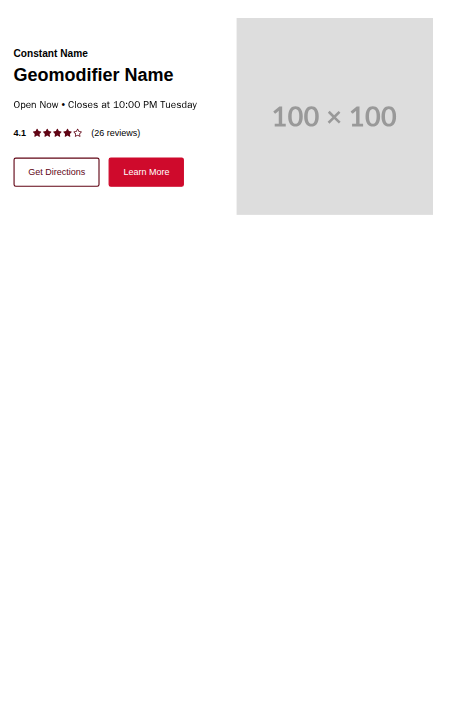 Constant Name
Geomodifier Name
Open Now • Closes at 10:00 PM Tuesday
4.1 (26 reviews)
Get Directions Learn More
100 × 100